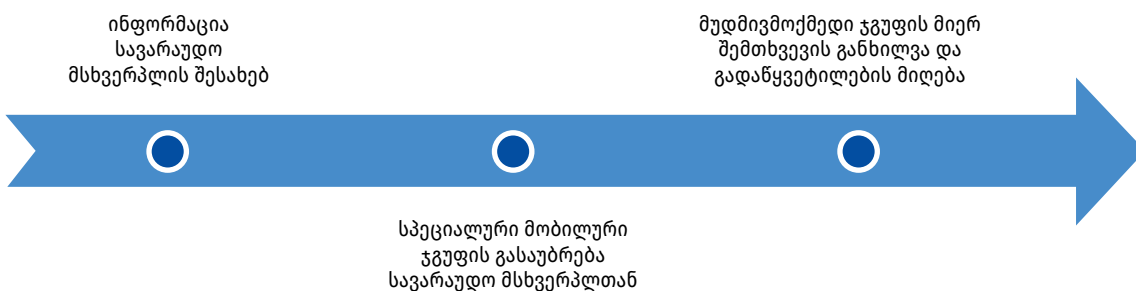 ინფორმაცია
სავარაუდო
მსხვერპლის შესახებ
სპეციალური მობილური
ჯგუფის გასაუბრება
სავარაუდო მსხვერპლთან
მუდმივმოქმედი ჯგუფის მიერ
შემთხვევის განხილვა და
გადაწყვეტილების მიღება